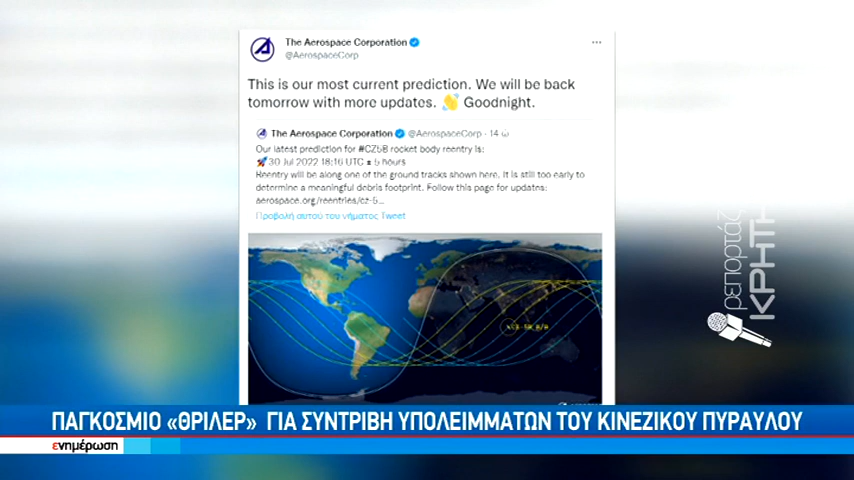 The Aerospace Corporation
@AerospaceCorp
This is our most current prediction. We will be back
tomorrow with more updates. 👋 Goodnight.
The Aerospace Corporation @AerospaceCorp · 14 ώ
Our latest prediction for #CZ5B rocket body reentry is:
🚀30 Jul 2022 18:16 UTC ± 5 hours
Reentry will be along one of the ground tracks shown here. It is still too early to
determine a meaningful debris footprint. Follow this page for updates:
aerospace.org/reentries/cz-5...
Προβολή αυτού του νήματος Tweet
ρεπορτάζ
ΚΡΗΤΗ
ΠΑΓΚΟΣΜΙΟ «ΘΡΙΛΕΡ» ΓΙΑ ΣΥΝΤΡΙΒΗ ΥΠΟΛΕΙΜΜΑΤΩΝ ΤΟΥ ΚΙΝΕΖΙΚΟΥ ΠΥΡΑΥΛΟΥ
ενημέρωση